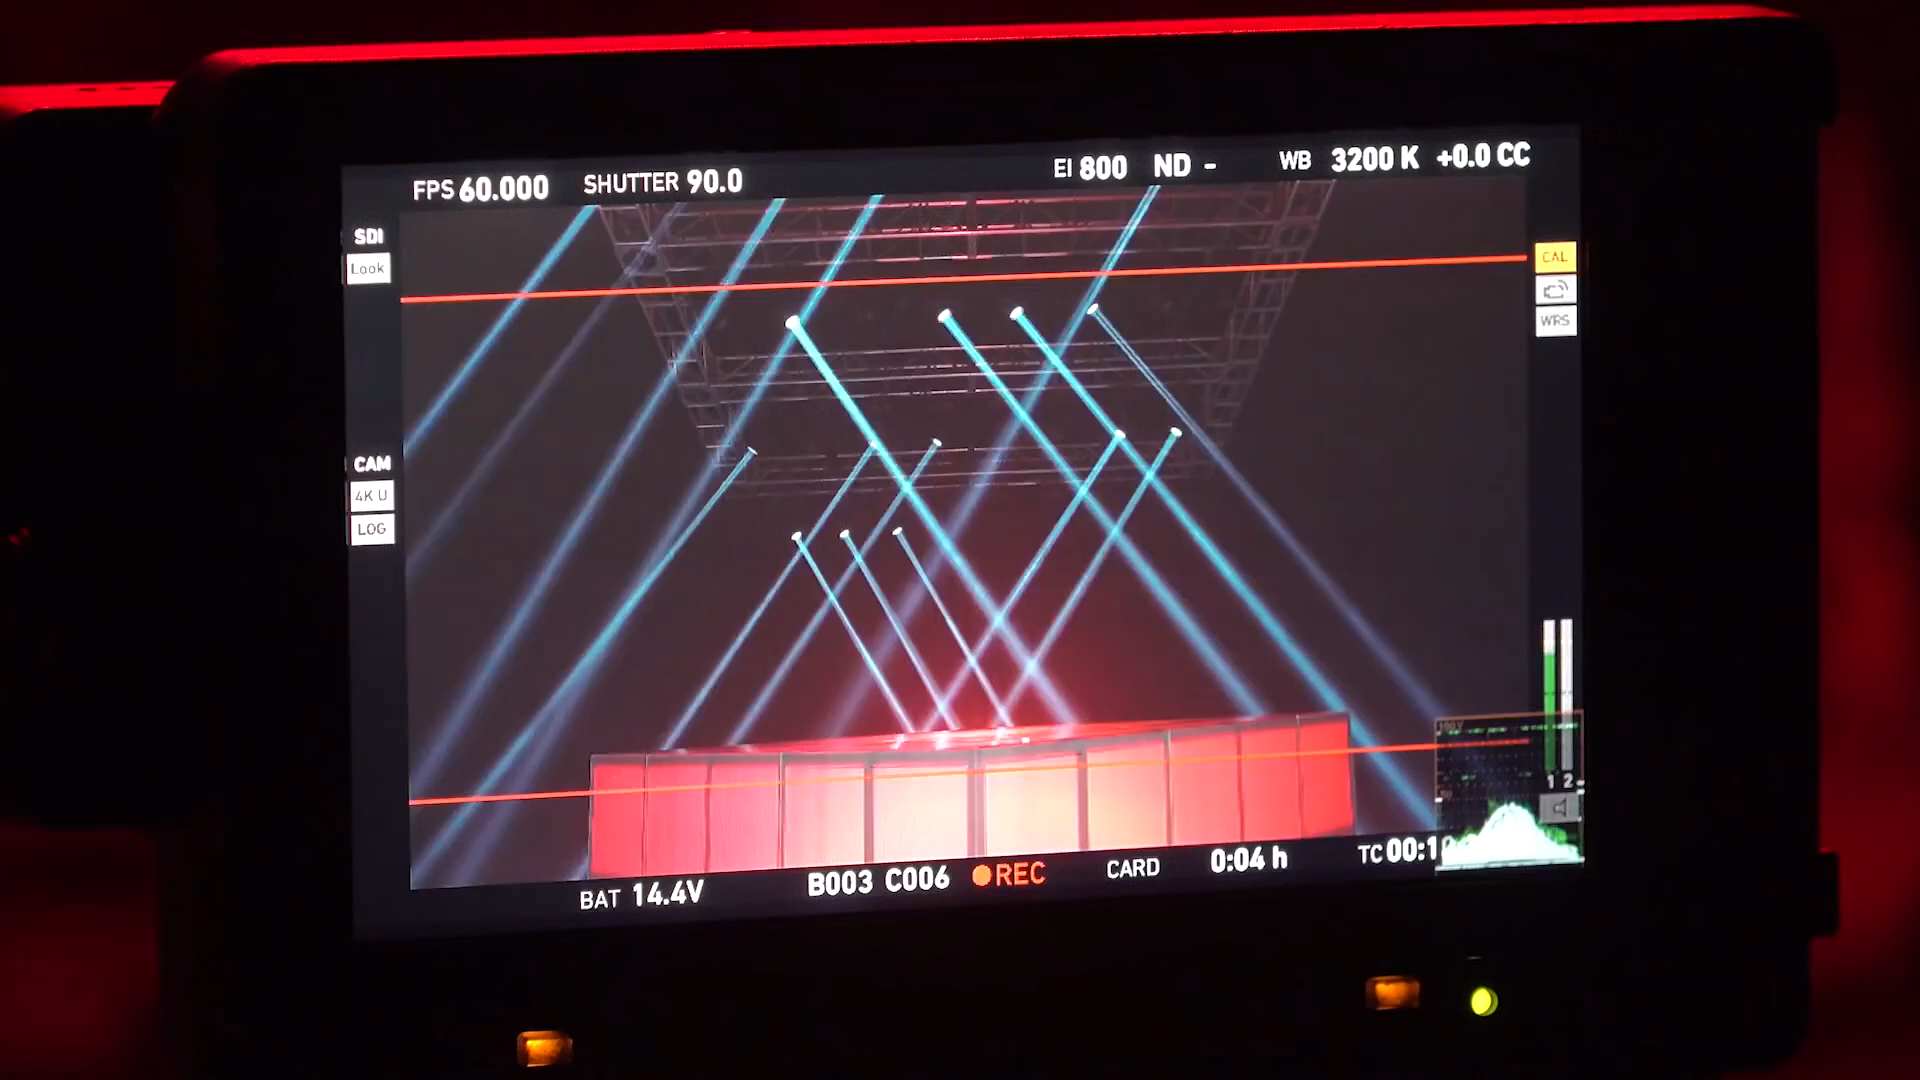 FPS 60.000 SHUTTER 90.0 EI 800 ND - WB 3200 K +0.0 CC
SDI
Look
CAL
WRS
CAM
4K U
LOG
1 2
BAT 14.4V B003 C006 REC CARD 0:04 h TC 00:1